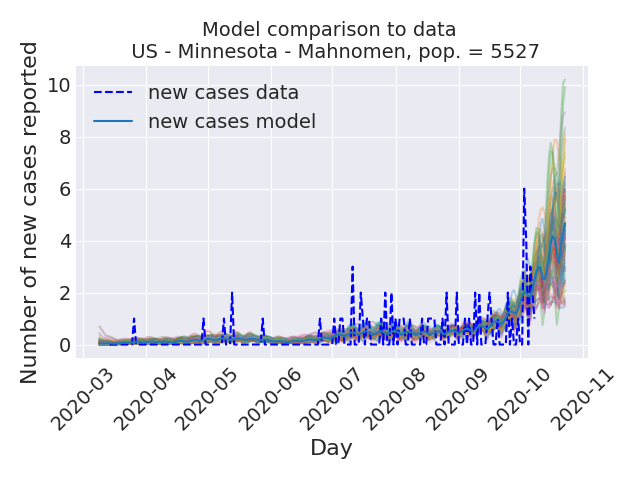 Model comparison to data
US - Minnesota - Mahnomen, pop. = 5527
Number of new cases reported
10
8
6
4
2
0
new cases data
new cases model
2020-03
2020-04
2020-05
2020-06
2020-07
2020-08
2020-09
2020-10
2020-11
Day